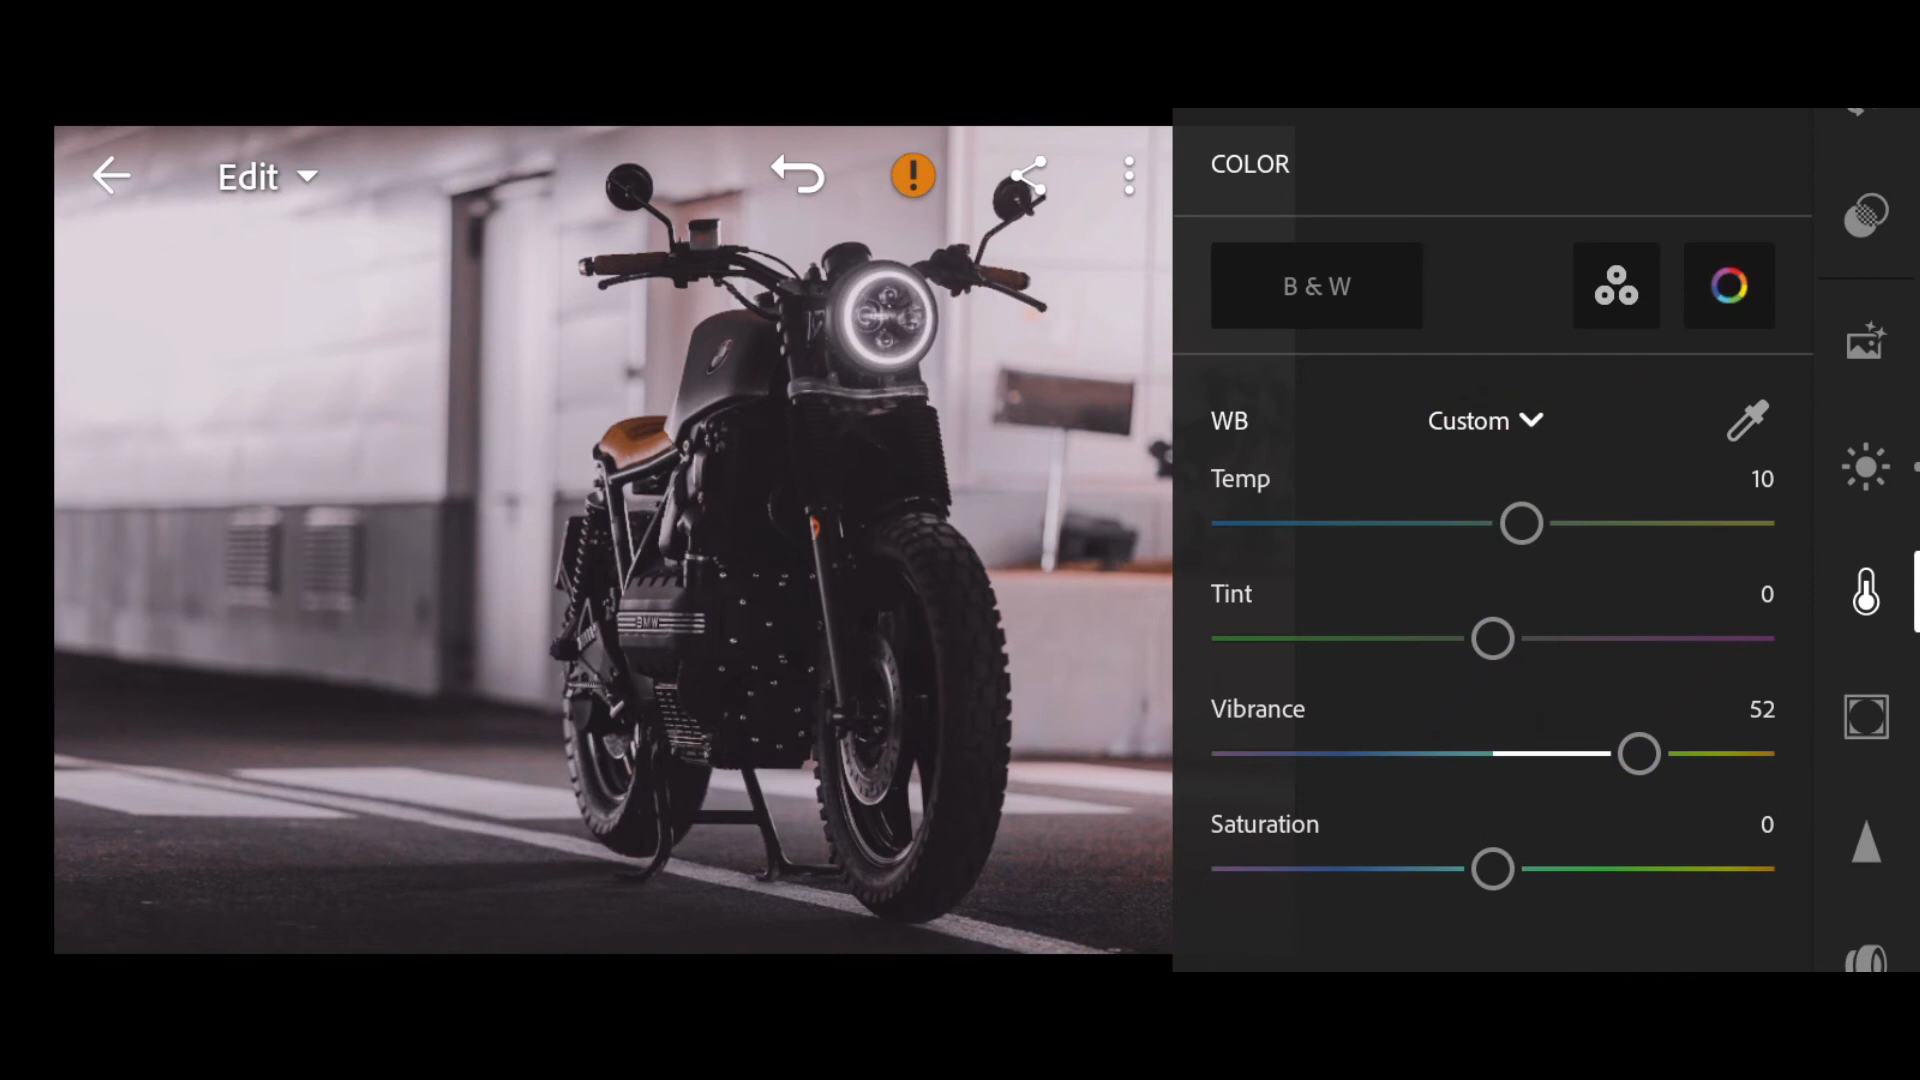 Edit
COLOR
B & W
WB Custom
Temp 10
Tint 0
Vibrance 52
Saturation 0
BMW